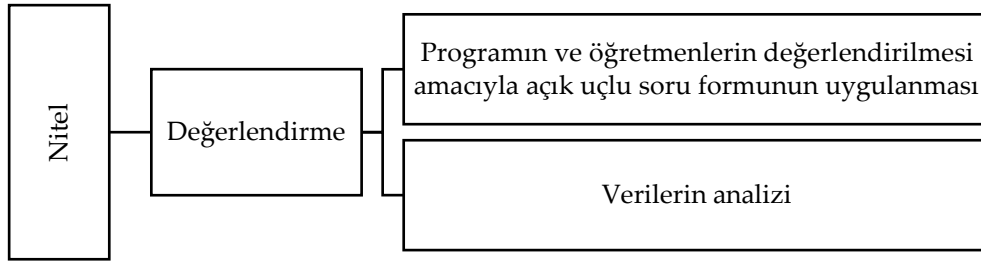 Nitel
Değerlendirme
Programın ve öğretmenlerin değerlendirilmesi
amacıyla açık uçlu soru formunun uygulanması
Verilerin analizi